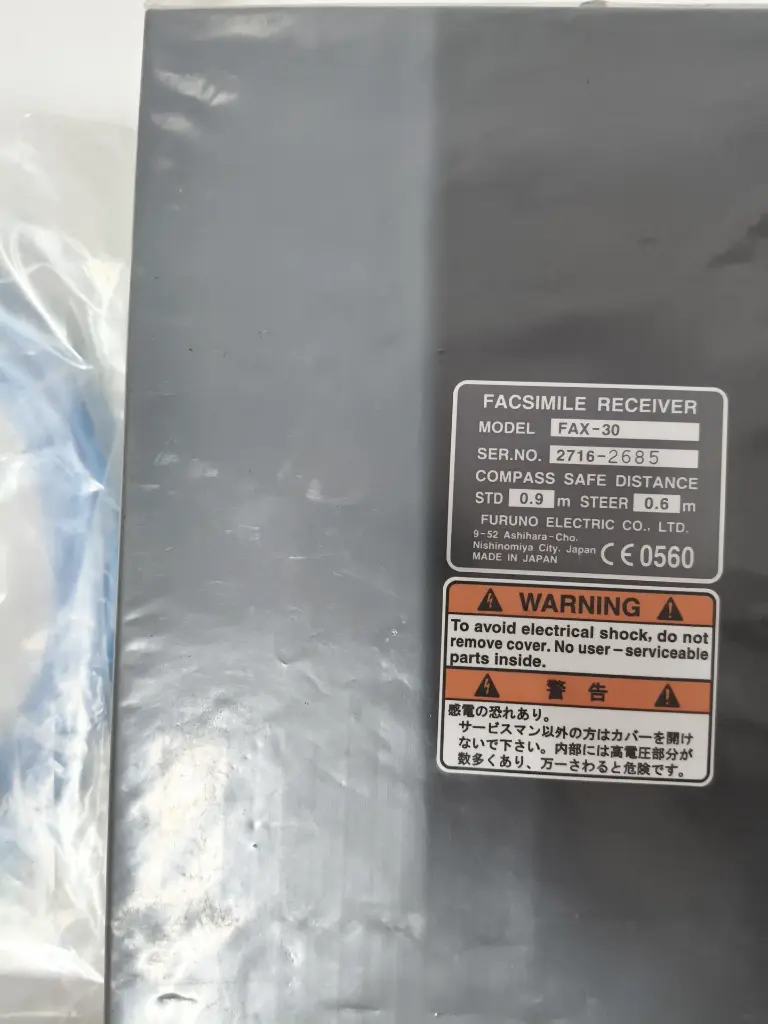 FACSIMILE RECEIVER
MODEL FAX-30
SER.NO. 2716-2685
COMPASS SAFE DISTANCE
STD 0.9 m STEER 0.6 m
FURUNO ELECTRIC CO., LTD.
9-52 Ashihara-Cho.
Nishinomiya City, Japan
MADE IN JAPAN
CE 0560
WARNING
To avoid electrical shock, do not
remove cover. No user-serviceable
parts inside.
警告
感電の恐れあり。
サービスマン以外の方はカバーを開け
ないで下さい。内部には高電圧部分が
数多くあり、万一さわると危険です。